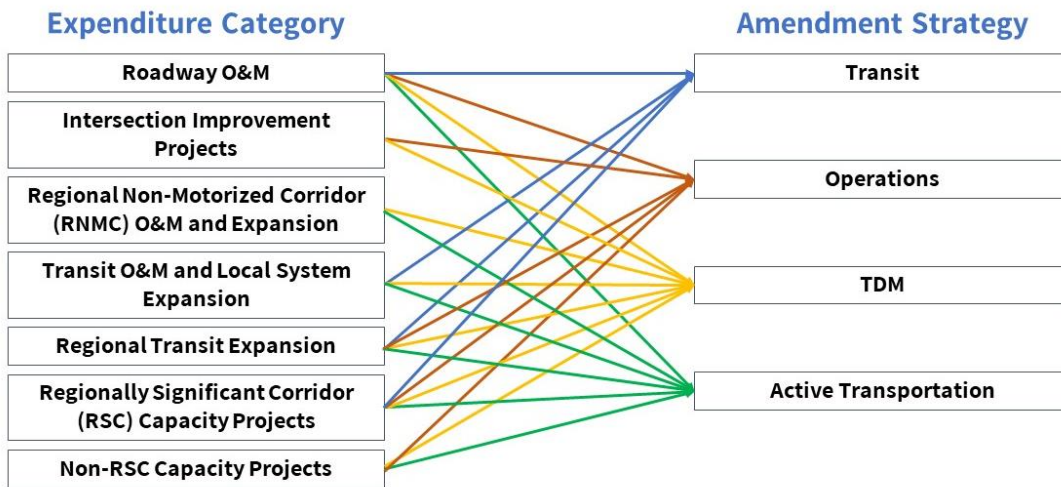 Expenditure Category
Amendment Strategy
Roadway O&M
Intersection Improvement
Projects
Regional Non-Motorized Corridor
(RNMC) O&M and Expansion
Transit O&M and Local System
Expansion
Regional Transit Expansion
Regionally Significant Corridor
(RSC) Capacity Projects
Non-RSC Capacity Projects
Transit
Operations
TDM
Active Transportation